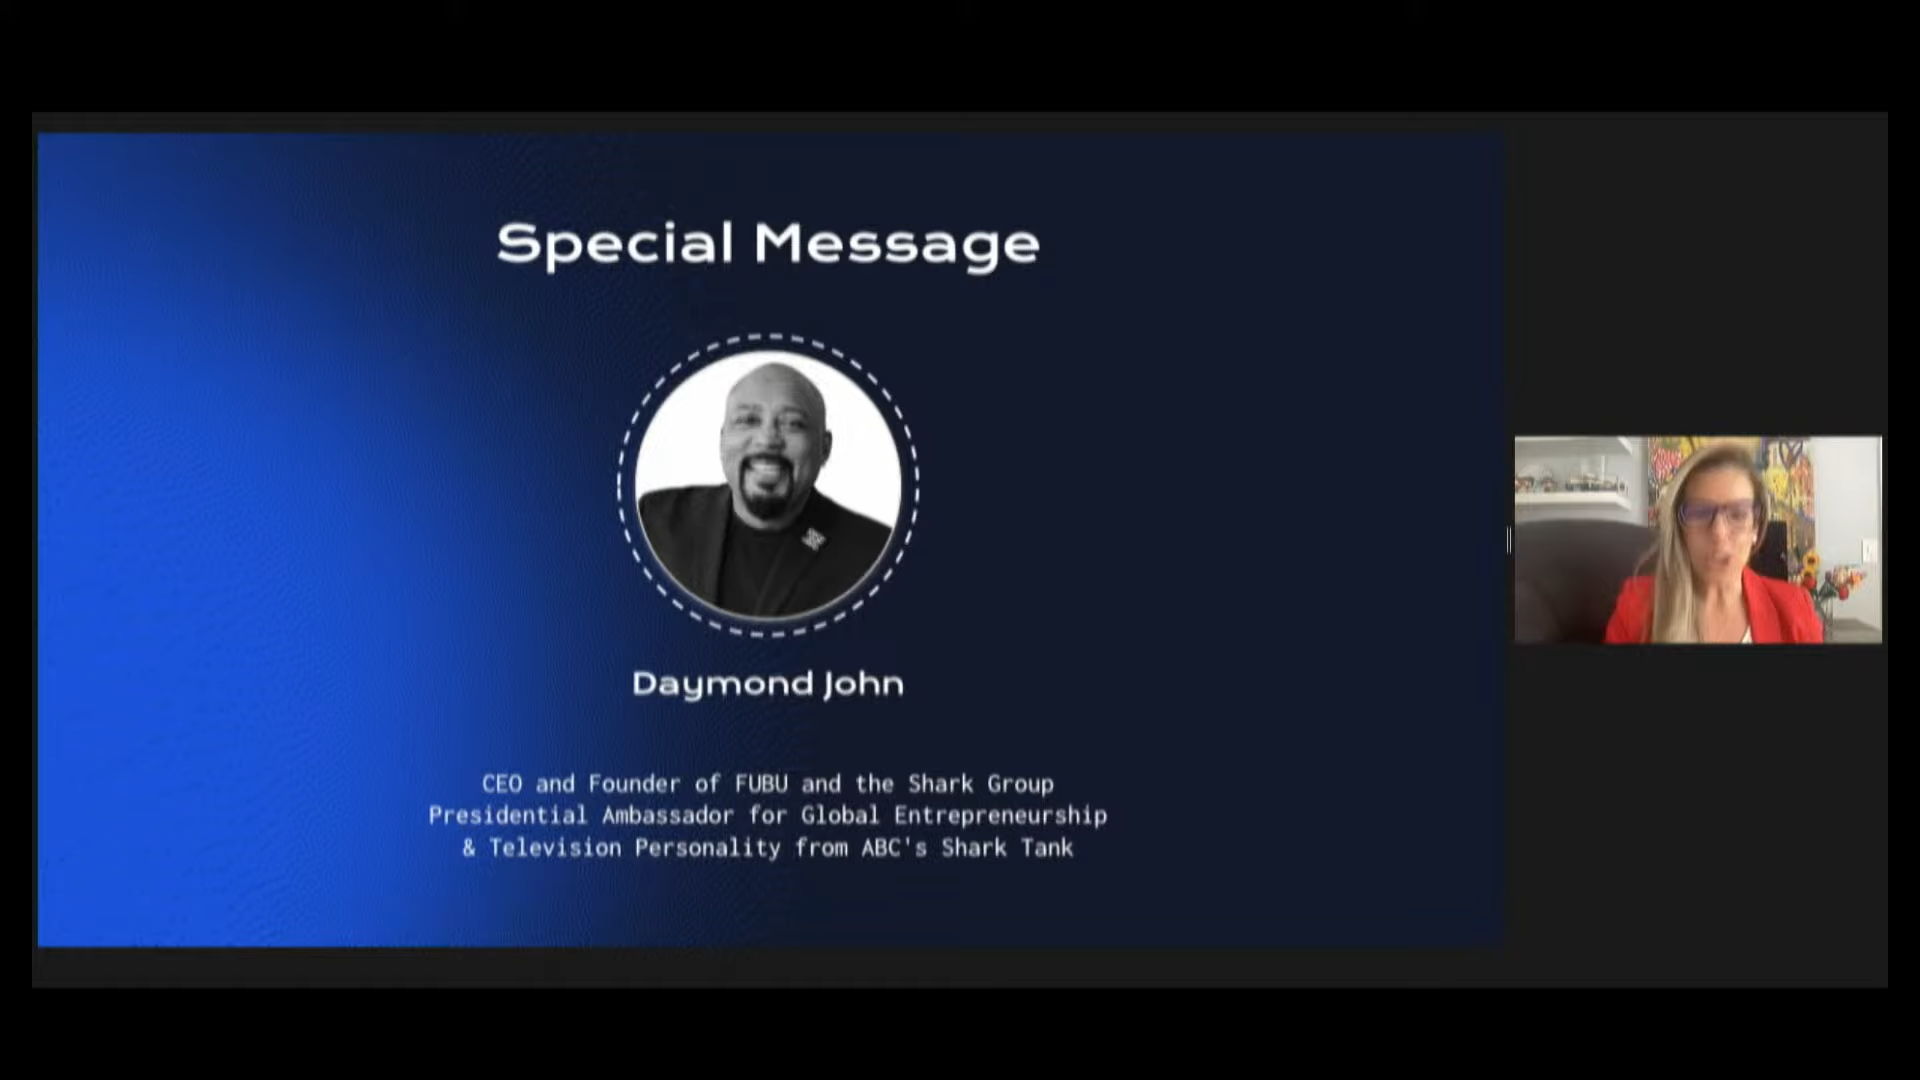 Special Message
Daymond John
CEO and Founder of FUBU and the Shark Group
Presidential Ambassador for Global Entrepreneurship
& Television Personality from ABC's Shark Tank